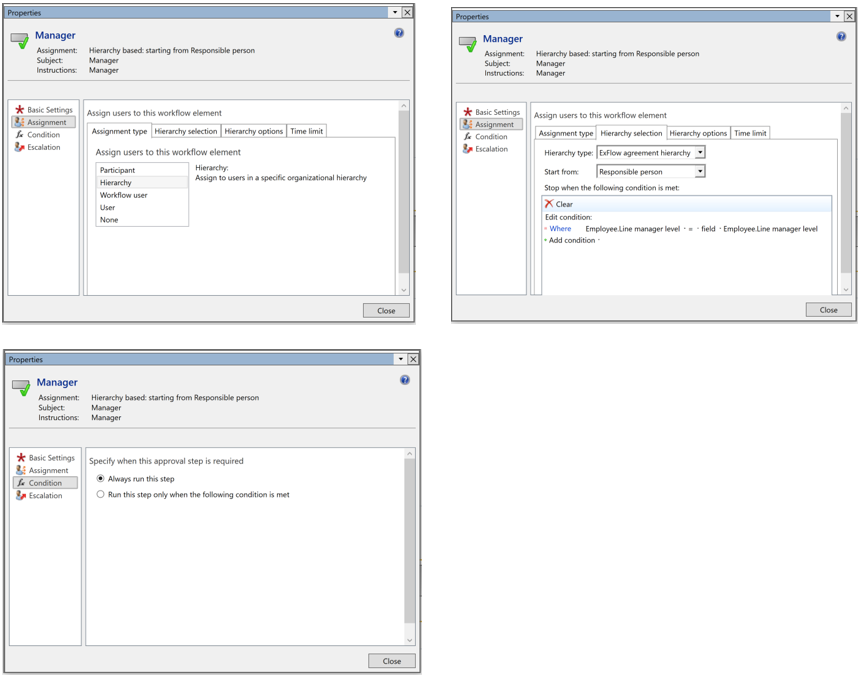 Properties
Manager
Assignment: Hierarchy based: starting from Responsible person
Subject: Manager
Instructions: Manager
Basic Settings
Assignment
Condition
Escalation
Assign users to this workflow element
Assignment type Hierarchy selection Hierarchy options Time limit
Assign users to this workflow element
Participant
Hierarchy
Workflow user
User
None
Hierarchy:
Assign to users in a specific organizational hierarchy
Close
Properties
Manager
Assignment: Hierarchy based: starting from Responsible person
Subject: Manager
Instructions: Manager
Basic Settings
Assignment
Condition
Escalation
Assign users to this workflow element
Assignment type Hierarchy selection Hierarchy options Time limit
Hierarchy type: ExFlow agreement hierarchy
Start from: Responsible person
Stop when the following condition is met:
Clear
Edit condition:
Where Employee.Line manager level = field Employee.Line manager level
Add condition
Close
Properties
Manager
Assignment: Hierarchy based: starting from Responsible person
Subject: Manager
Instructions: Manager
Basic Settings
Assignment
Condition
Escalation
Specify when this approval step is required
Always run this step
Run this step only when the following condition is met
Close